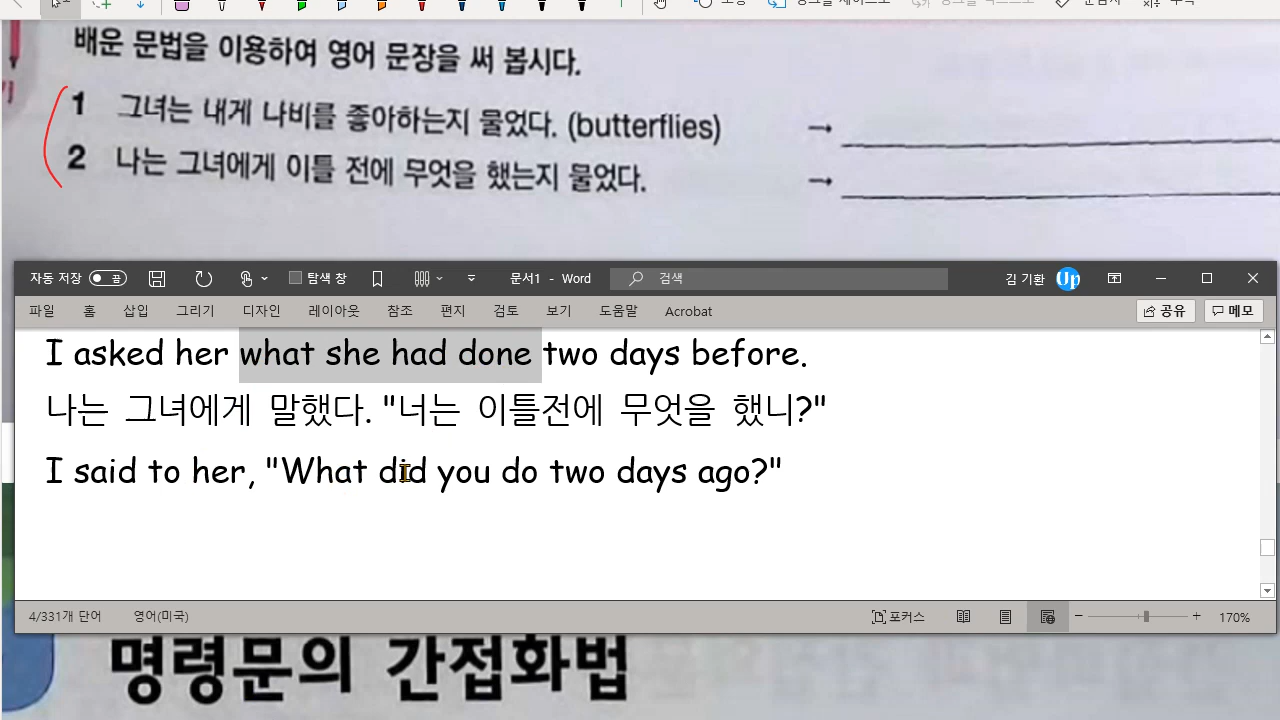 배운 문법을 이용하여 영어 문장을 써 봅시다.
1 그녀는 내게 나비를 좋아하는지 물었다. (butterflies) →
2 나는 그녀에게 이틀 전에 무엇을 했는지 물었다. →
자동 저장 끔 탐색 창 문서1 - Word 검색 김 기환 Up
파일 홈 삽입 그리기 디자인 레이아웃 참조 편지 검토 보기 도움말 Acrobat 공유 메모
I asked her what she had done two days before.
나는 그녀에게 말했다. "너는 이틀전에 무엇을 했니?"
I said to her, "What did you do two days ago?"
4/331개 단어 영어(미국) 포커스 170%
명령문의 간접화법